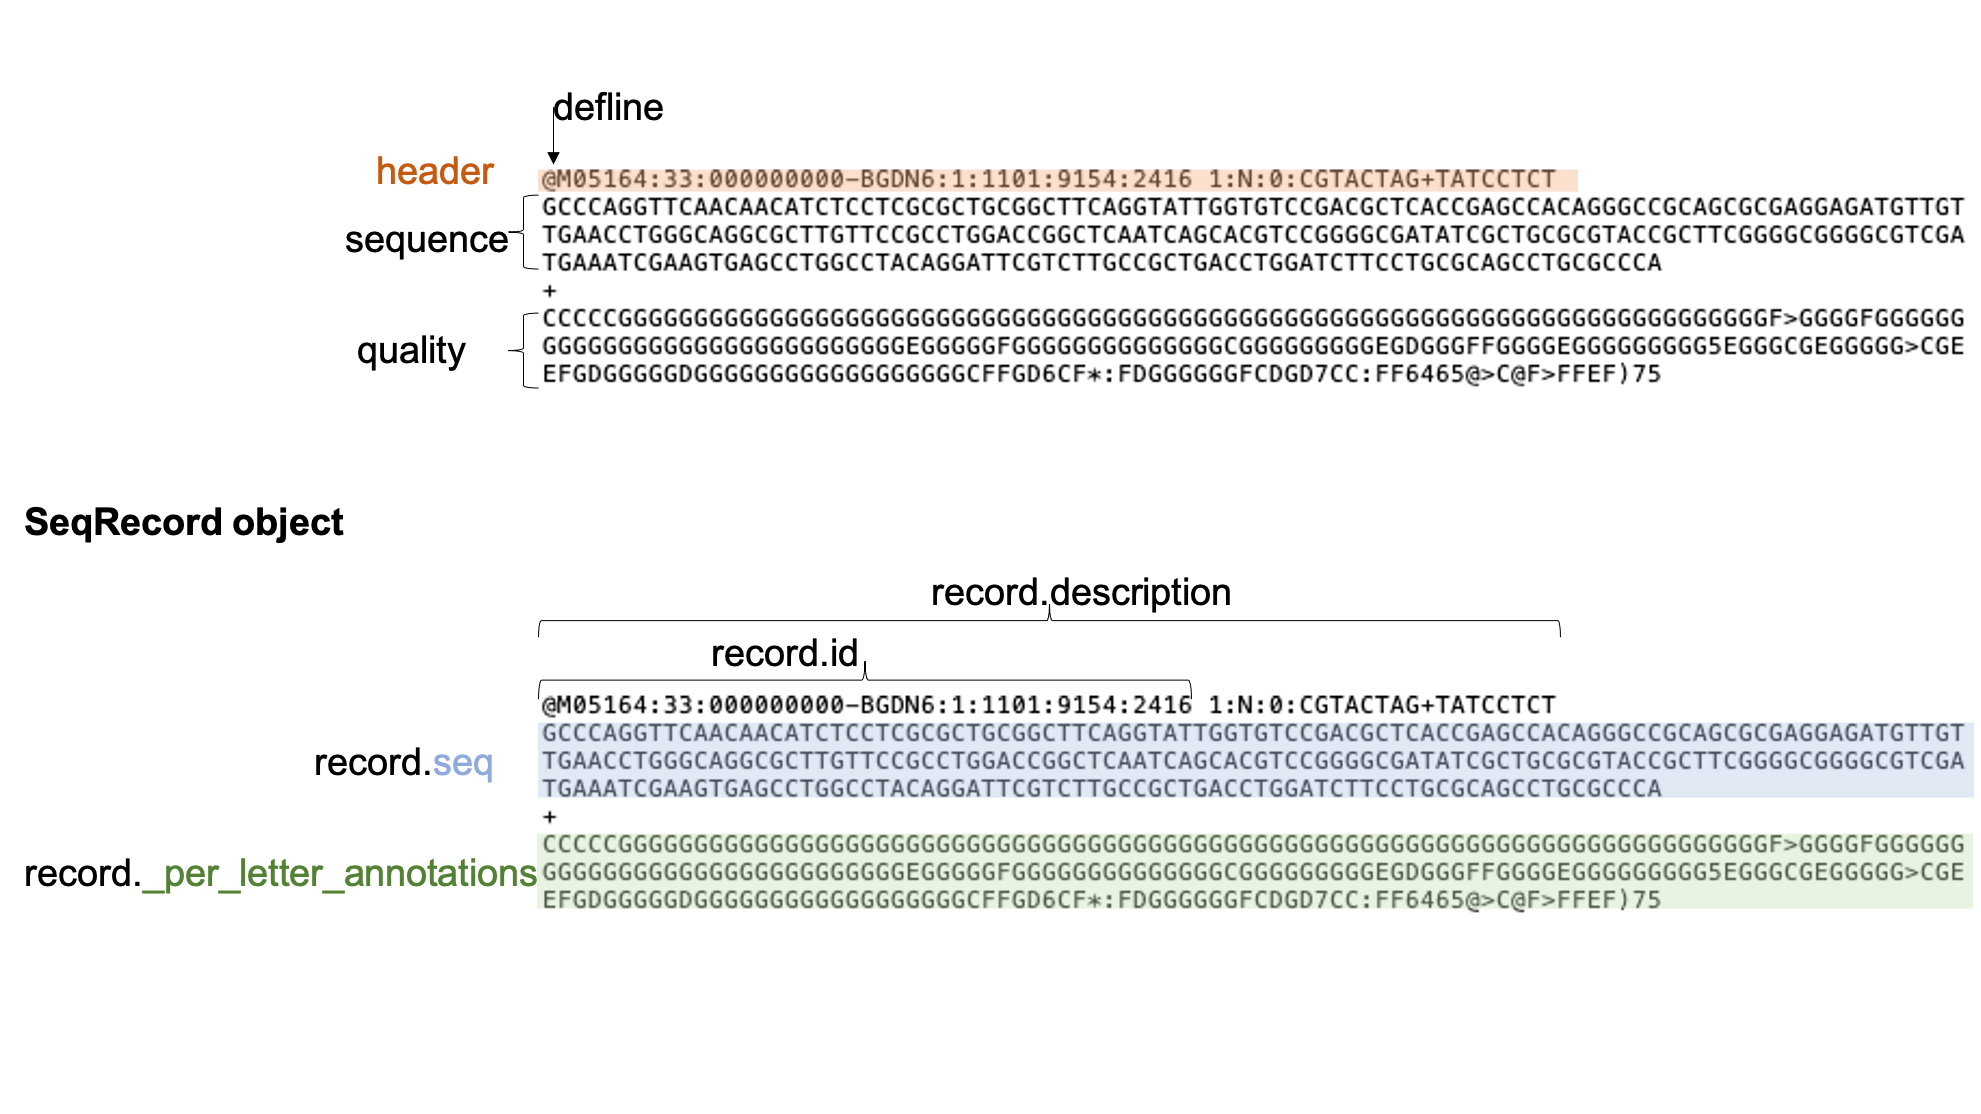 defline
header
@M05164:33:000000000-BGDN6:1:1101:9154:2416 1:N:0:CGTACTAG+TATCCTCT
sequence
GCCCAGGTTCAACAACATCTCCTCGCGCTGCGGCTTCAGGTATTGGTGTCCGACGCTCACCGAGCCACAGGGCCGCAGCGCGAGGAGATGTTGT
TGAACCTGGGCAGGCGCTTGTTCCGCCTGGACCGGCTCAATCAGCACGTCCGGGGCGATATCGCTGCGCGTACCGCTTCGGGGCGGGGCGTCGA
TGAAATCGAAGTGAGCCTGGCCTACAGGATTCGTCTTGCCGCTGACCTGGATCTTCCTGCGCAGCCTGCGCCCA
+
quality
CCCCCGGGGGGGGGGGGGGGGGGGGGGGGGGGGGGGGGGGGGGGGGGGGGGGGGGGGGGGGGGGGGGGGGGGGGGGGGGGGGF>GGGGFGGGGGG
GGGGGGGGGGGGGGGGGGGGGGGGEGGGGGFGGGGGGGGGGGGGGCGGGGGGGGGEGDGGGFFGGGGEGGGGGGGGG5EGGGCGEGGGGG>CGE
EFGDGGGGGDGGGGGGGGGGGGGGGGGGCFFGD6CF*:FDGGGGGGFCDGD7CC:FF6465@>C@F>FFEF)75
SeqRecord object
record.description
record.id
@M05164:33:000000000-BGDN6:1:1101:9154:2416 1:N:0:CGTACTAG+TATCCTCT
record.seq
GCCCAGGTTCAACAACATCTCCTCGCGCTGCGGCTTCAGGTATTGGTGTCCGACGCTCACCGAGCCACAGGGCCGCAGCGCGAGGAGATGTTGT
TGAACCTGGGCAGGCGCTTGTTCCGCCTGGACCGGCTCAATCAGCACGTCCGGGGCGATATCGCTGCGCGTACCGCTTCGGGGCGGGGCGTCGA
TGAAATCGAAGTGAGCCTGGCCTACAGGATTCGTCTTGCCGCTGACCTGGATCTTCCTGCGCAGCCTGCGCCCA
+
record._per_letter_annotations
CCCCCGGGGGGGGGGGGGGGGGGGGGGGGGGGGGGGGGGGGGGGGGGGGGGGGGGGGGGGGGGGGGGGGGGGGGGGGGGGGGF>GGGGFGGGGGG
GGGGGGGGGGGGGGGGGGGGGGGGEGGGGGFGGGGGGGGGGGGGGCGGGGGGGGGEGDGGGFFGGGGEGGGGGGGGG5EGGGCGEGGGGG>CGE
EFGDGGGGGDGGGGGGGGGGGGGGGGGGCFFGD6CF*:FDGGGGGGFCDGD7CC:FF6465@>C@F>FFEF)75